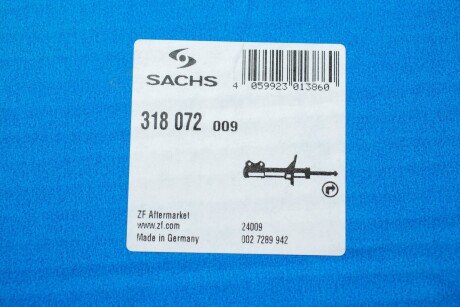 SACHS
4 059923 013860
318 072 009
ZF Aftermarket
www.zf.com 24009
Made in Germany 002 7289 942